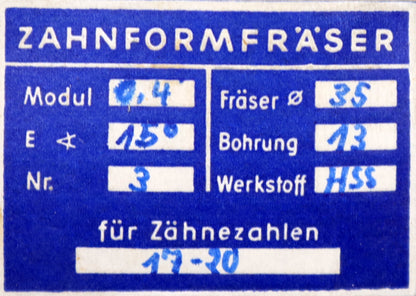 ZAHNFORMFRÄSER
Modul 0,4 Fräser ⌀ 35
E ∢ 15° Bohrung 13
Nr. 3 Werkstoff HSS
für Zähnezahlen
17-20